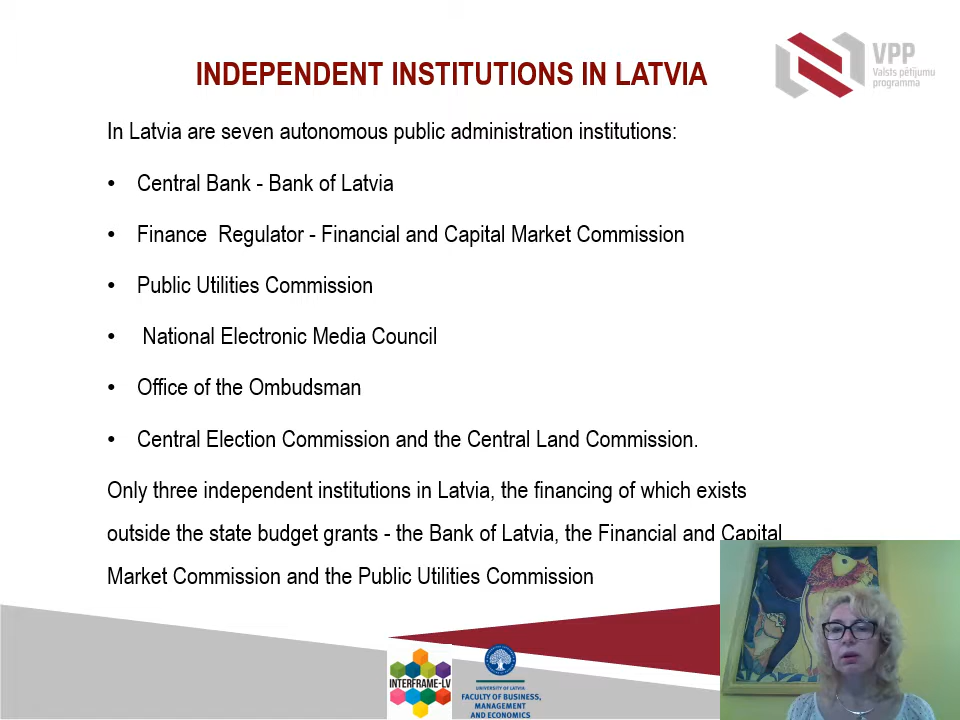 INDEPENDENT INSTITUTIONS IN LATVIA
VPP
Valsts pētījumu
programma
In Latvia are seven autonomous public administration institutions:
• Central Bank - Bank of Latvia
• Finance Regulator - Financial and Capital Market Commission
• Public Utilities Commission
• National Electronic Media Council
• Office of the Ombudsman
• Central Election Commission and the Central Land Commission.
Only three independent institutions in Latvia, the financing of which exists
outside the state budget grants - the Bank of Latvia, the Financial and Capital
Market Commission and the Public Utilities Commission
INTERFRAME-LV
UNIVERSITY OF LATVIA
FACULTY OF BUSINESS,
MANAGEMENT
AND ECONOMICS